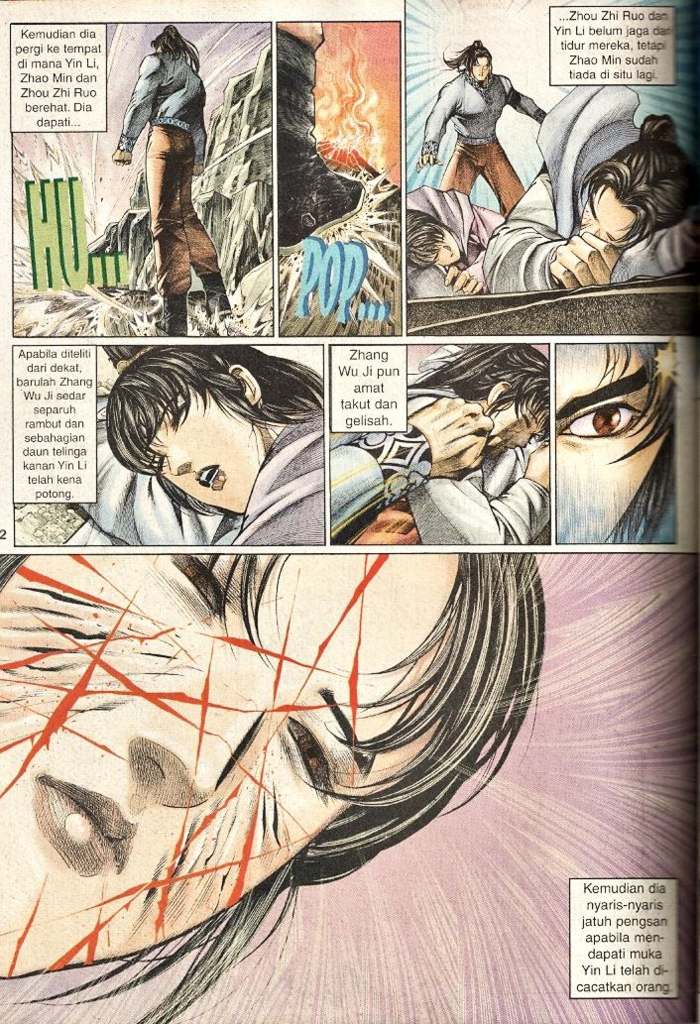 Kemudian dia
pergi ke tempat
di mana Yin Li,
Zhao Min dan
Zhou Zhi Ruo
berehat. Dia
dapati...
HU...
POP...
...Zhou Zhi Ruo dan
Yin Li belum jaga dari
tidur mereka, tetapi
Zhao Min sudah
tiada di situ lagi.
Apabila diteliti
dari dekat,
barulah Zhang
Wu Ji sedar
separuh
rambut dan
sebahagian
daun telinga
kanan Yin Li
telah kena
potong.
Zhang
Wu Ji pun
amat
takut dan
gelisah.
2
Kemudian dia
nyaris-nyaris
jatuh pengsan
apabila men-
dapati muka
Yin Li telah di-
cacatkan orang.